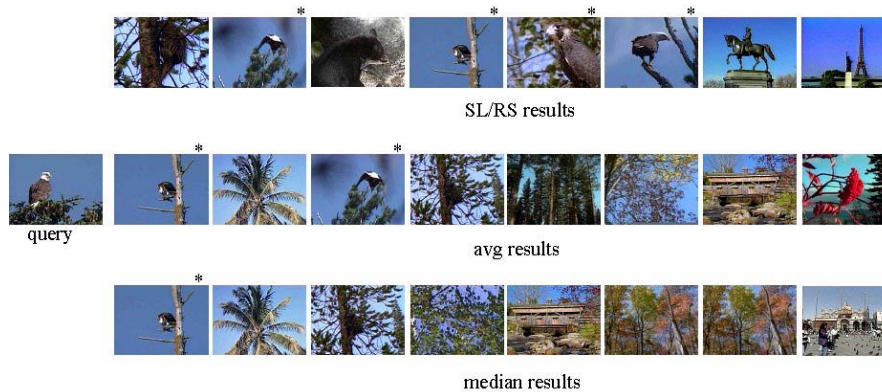 * * * *
SL/RS results
* *
query
avg results
*
median results